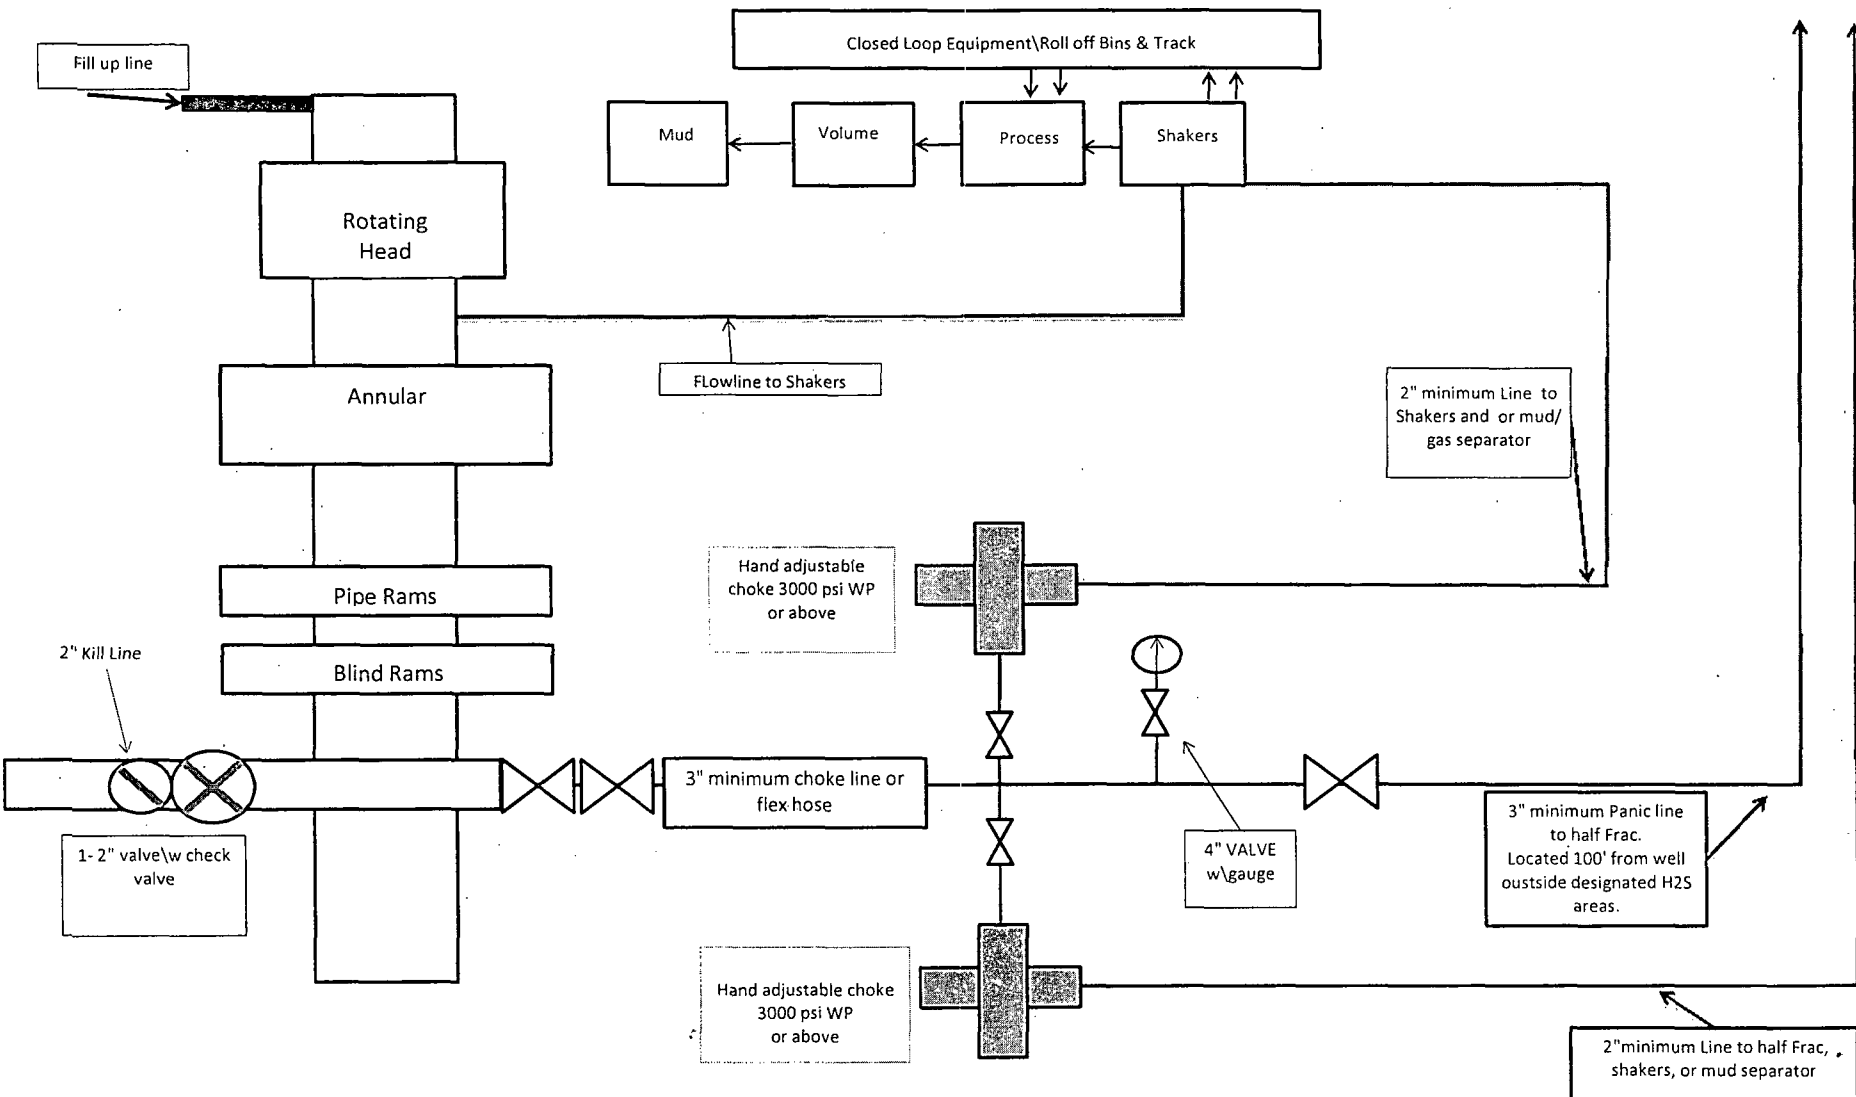 Closed Loop Equipment\Roll off Bins & Track
Fill up line
Mud
Volume
Process
Shakers
Rotating
Head
FLowline to Shakers
Annular
2" minimum Line to
Shakers and or mud/
gas separator
Hand adjustable
choke 3000 psi WP
or above
Pipe Rams
2" Kill Line
Blind Rams
3" minimum choke line or
flex hose
1- 2" valve\w check
valve
4" VALVE
w\gauge
3" minimum Panic line
to half Frac.
Located 100' from well
oustside designated H2S
areas.
Hand adjustable choke
3000 psi WP
or above
2"minimum Line to half Frac,
shakers, or mud separator